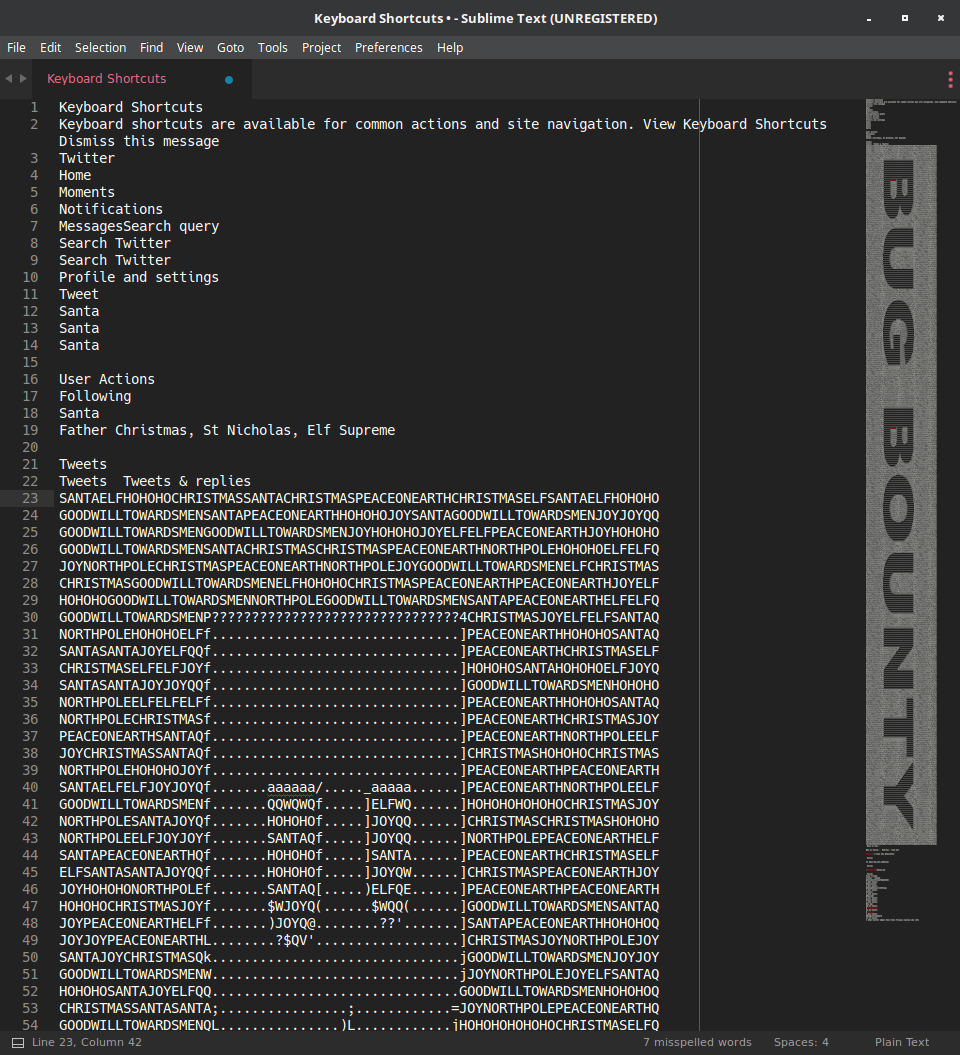 Keyboard Shortcuts • - Sublime Text (UNREGISTERED)
File Edit Selection Find View Goto Tools Project Preferences Help
Keyboard Shortcuts
1 Keyboard Shortcuts
2 Keyboard shortcuts are available for common actions and site navigation. View Keyboard Shortcuts
Dismiss this message
3 Twitter
4 Home
5 Moments
6 Notifications
7 MessagesSearch query
8 Search Twitter
9 Search Twitter
10 Profile and settings
11 Tweet
12 Santa
13 Santa
14 Santa
15
16 User Actions
17 Following
18 Santa
19 Father Christmas, St Nicholas, Elf Supreme
20
21 Tweets
22 Tweets  Tweets & replies
23 SANTAELFHOHOHOCHRISTMASSANTACHRISTMASPEACEONEARTHCHRISTMASELFSANTAELFHOHOHO
24 GOODWILLTOWARDSMENSANTAPEACEONEARTHHOHOHOJOYSANTAGOODWILLTOWARDSMENJOYJOYQQ
25 GOODWILLTOWARDSMENGOODWILLTOWARDSMENJOYHOHOHOJOYELFELFPEACEONEARTHJOYHOHOHO
26 GOODWILLTOWARDSMENSANTACHRISTMASCHRISTMASPEACEONEARTHNORTHPOLEHOHOHOELFELFQ
27 JOYNORTHPOLECHRISTMASPEACEONEARTHNORTHPOLEJOYGOODWILLTOWARDSMENELFCHRISTMAS
28 CHRISTMASGOODWILLTOWARDSMENELFHOHOHOCHRISTMASPEACEONEARTHPEACEONEARTHJOYELF
29 HOHOHOGOODWILLTOWARDSMENNORTHPOLEGOODWILLTOWARDSMENSANTAPEACEONEARTHELFELFQ
30 GOODWILLTOWARDSMENP???????????????????????????????4CHRISTMASJOYELFELFSANTAQ
31 NORTHPOLEHOHOHOELFf...............................]PEACEONEARTHHOHOHOSANTAQ
32 SANTASANTAJOYELFQQf...............................]PEACEONEARTHCHRISTMASELF
33 CHRISTMASELFELFJOYf...............................]HOHOHOSANTAHOHOHOELFJOYQ
34 SANTASANTAJOYJOYQQf...............................]GOODWILLTOWARDSMENHOHOHO
35 NORTHPOLEELFELFELFf...............................]PEACEONEARTHHOHOHOSANTAQ
36 NORTHPOLECHRISTMASf...............................]PEACEONEARTHCHRISTMASJOY
37 PEACEONEARTHSANTAQf...............................]PEACEONEARTHNORTHPOLEELF
38 JOYCHRISTMASSANTAQf...............................]CHRISTMASHOHOHOCHRISTMAS
39 NORTHPOLEHOHOHOJOYf...............................]PEACEONEARTHPEACEONEARTH
40 SANTAELFELFJOYJOYQf.......aaaaaa/....._aaaaa......]PEACEONEARTHNORTHPOLEELF
41 GOODWILLTOWARDSMENf.......QQWQWQf.....]ELFWQ......]HOHOHOHOHOHOCHRISTMASJOY
42 NORTHPOLESANTAJOYQf.......HOHOHOf.....]JOYQQ......]CHRISTMASCHRISTMASHOHOHO
43 NORTHPOLEELFJOYJOYf.......SANTAQf.....]JOYQQ......]NORTHPOLEPEACEONEARTHELF
44 SANTAPEACEONEARTHQf.......HOHOHOf.....]SANTA......]PEACEONEARTHCHRISTMASELF
45 ELFSANTASANTAJOYQQf.......HOHOHOf.....]JOYQW......]CHRISTMASPEACEONEARTHJOY
46 JOYHOHOHONORTHPOLEf.......SANTAQ[.....)ELFQE......]PEACEONEARTHPEACEONEARTH
47 HOHOHOCHRISTMASJOYf.......$WJOYQ(......$WQQ(......]GOODWILLTOWARDSMENSANTAQ
48 JOYPEACEONEARTHELFf.......)JOYQ@........??'.......]SANTAPEACEONEARTHHOHOHOQ
49 JOYJOYPEACEONEARTHL........?$QV'..................]CHRISTMASJOYNORTHPOLEJOY
50 SANTAJOYCHRISTMASQk...............................jGOODWILLTOWARDSMENJOYJOY
51 GOODWILLTOWARDSMENW...............................jJOYNORTHPOLEJOYELFSANTAQ
52 HOHOHOSANTAJOYELFQQ...............................GOODWILLTOWARDSMENHOHOHOQ
53 CHRISTMASSANTASANTA;................;............=JOYNORTHPOLEPEACEONEARTHQ
54 GOODWILLTOWARDSMENQL...............)L............jHOHOHOHOHOHOCHRISTMASELFQ
BUG BOUNTY
Line 23, Column 42
7 misspelled words
Spaces: 4
Plain Text